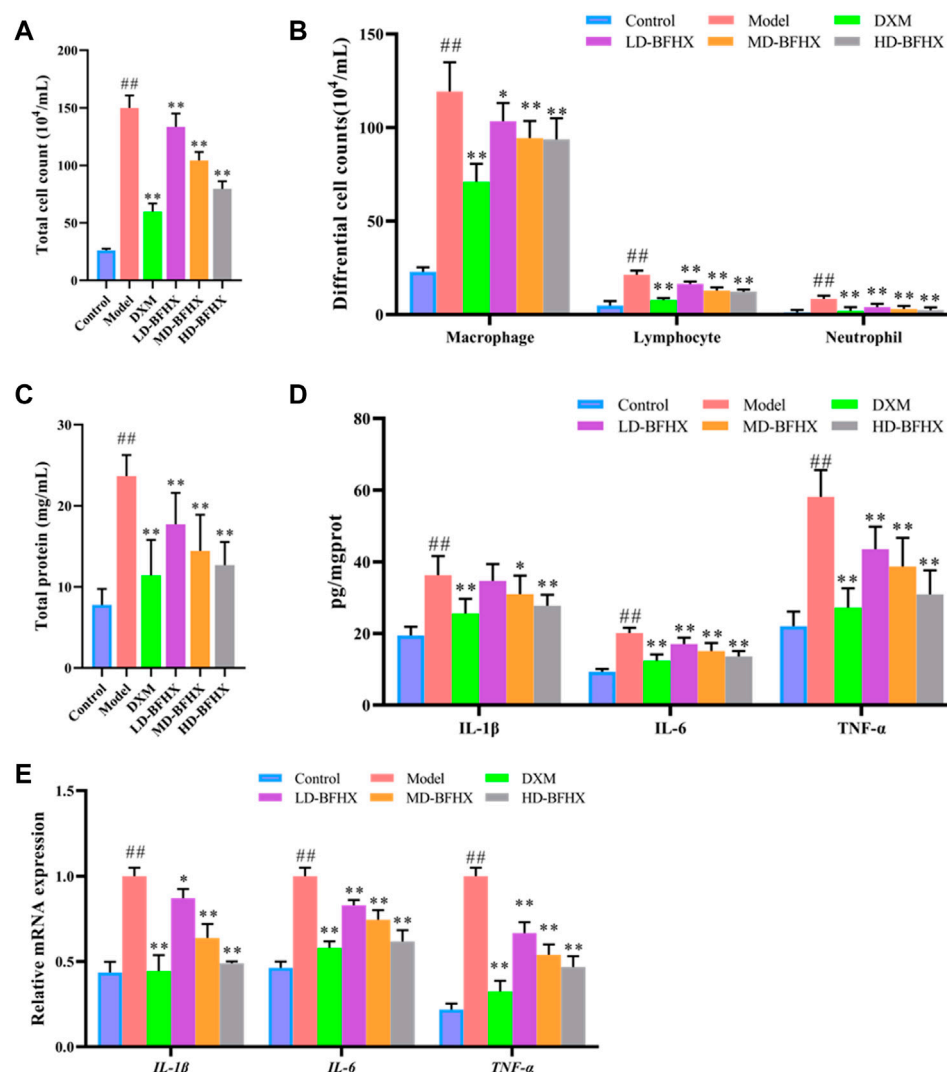 A
Total cell count (10⁴/mL)
200
150
100
50
0
##
**
**
**
**
Control
Model
DXM
LD-BFHX
MD-BFHX
HD-BFHX
B
Control Model DXM
LD-BFHX MD-BFHX HD-BFHX
Diffrential cell counts(10⁴/mL)
150
100
50
0
## ** * ** **
## ** ** ** **
## ** ** ** **
Macrophage Lymphocyte Neutrophil
C
Total protein (mg/mL)
30
20
10
0
##
**
**
**
**
Control
Model
DXM
LD-BFHX
MD-BFHX
HD-BFHX
D
Control Model DXM
LD-BFHX MD-BFHX HD-BFHX
pg/mgprot
80
60
40
20
0
## ** * **
## ** ** ** **
## ** ** ** **
IL-1β IL-6 TNF-α
E
Control Model DXM
LD-BFHX MD-BFHX HD-BFHX
Relative mRNA expression
1.5
1.0
0.5
0.0
## ** * ** **
## ** ** ** **
## ** ** ** **
IL-1β IL-6 TNF-α